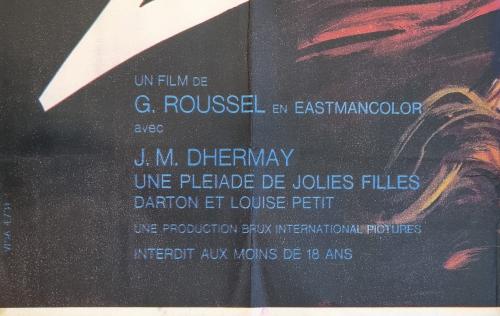 UN FILM DE
G. ROUSSEL EN EASTMANCOLOR
avec
J. M. DHERMAY
UNE PLEIADE DE JOLIES FILLES
DARTON ET LOUISE PETIT
UNE PRODUCTION BRUX INTERNATIONAL PICTURES
INTERDIT AUX MOINS DE 18 ANS